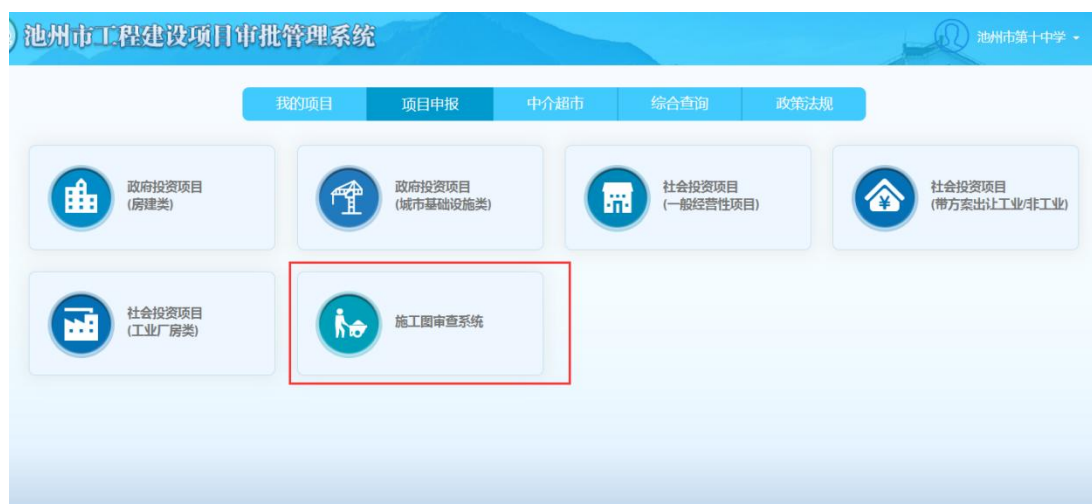 池州市工程建设项目审批管理系统
池州市第十中学
我的项目 项目申报 中介超市 综合查询 政策法规
政府投资项目
(房建类)
政府投资项目
(城市基础设施类)
社会投资项目
(一般经营性项目)
社会投资项目
(带方案出让工业/非工业)
社会投资项目
(工业厂房类)
施工图审查系统